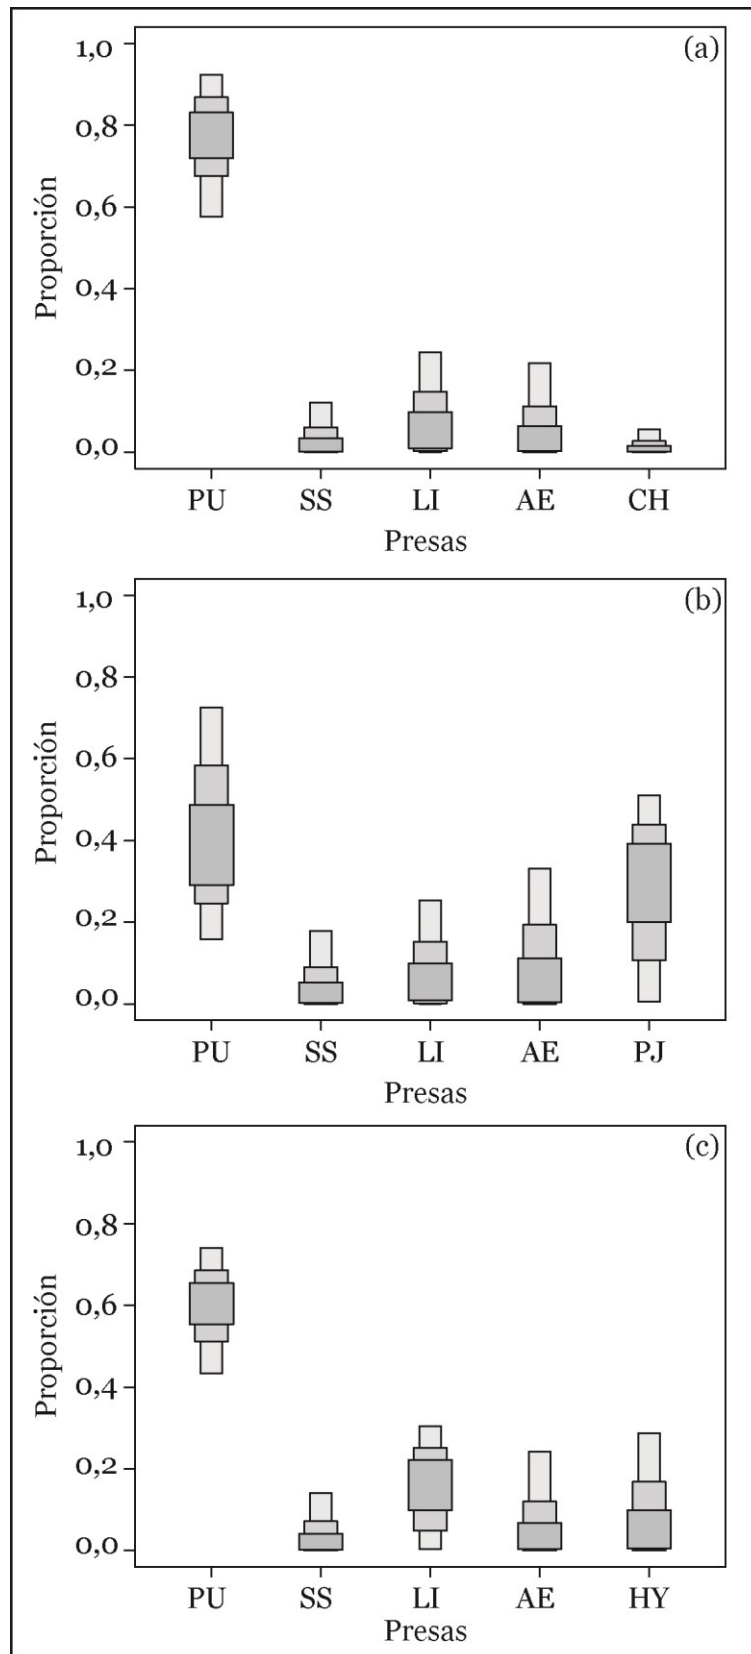 (a)
Proporción
1,0
0,8
0,6
0,4
0,2
0,0
PU SS LI AE CH
Presas
(b)
Proporción
1,0
0,8
0,6
0,4
0,2
0,0
PU SS LI AE PJ
Presas
(c)
Proporción
1,0
0,8
0,6
0,4
0,2
0,0
PU SS LI AE HY
Presas